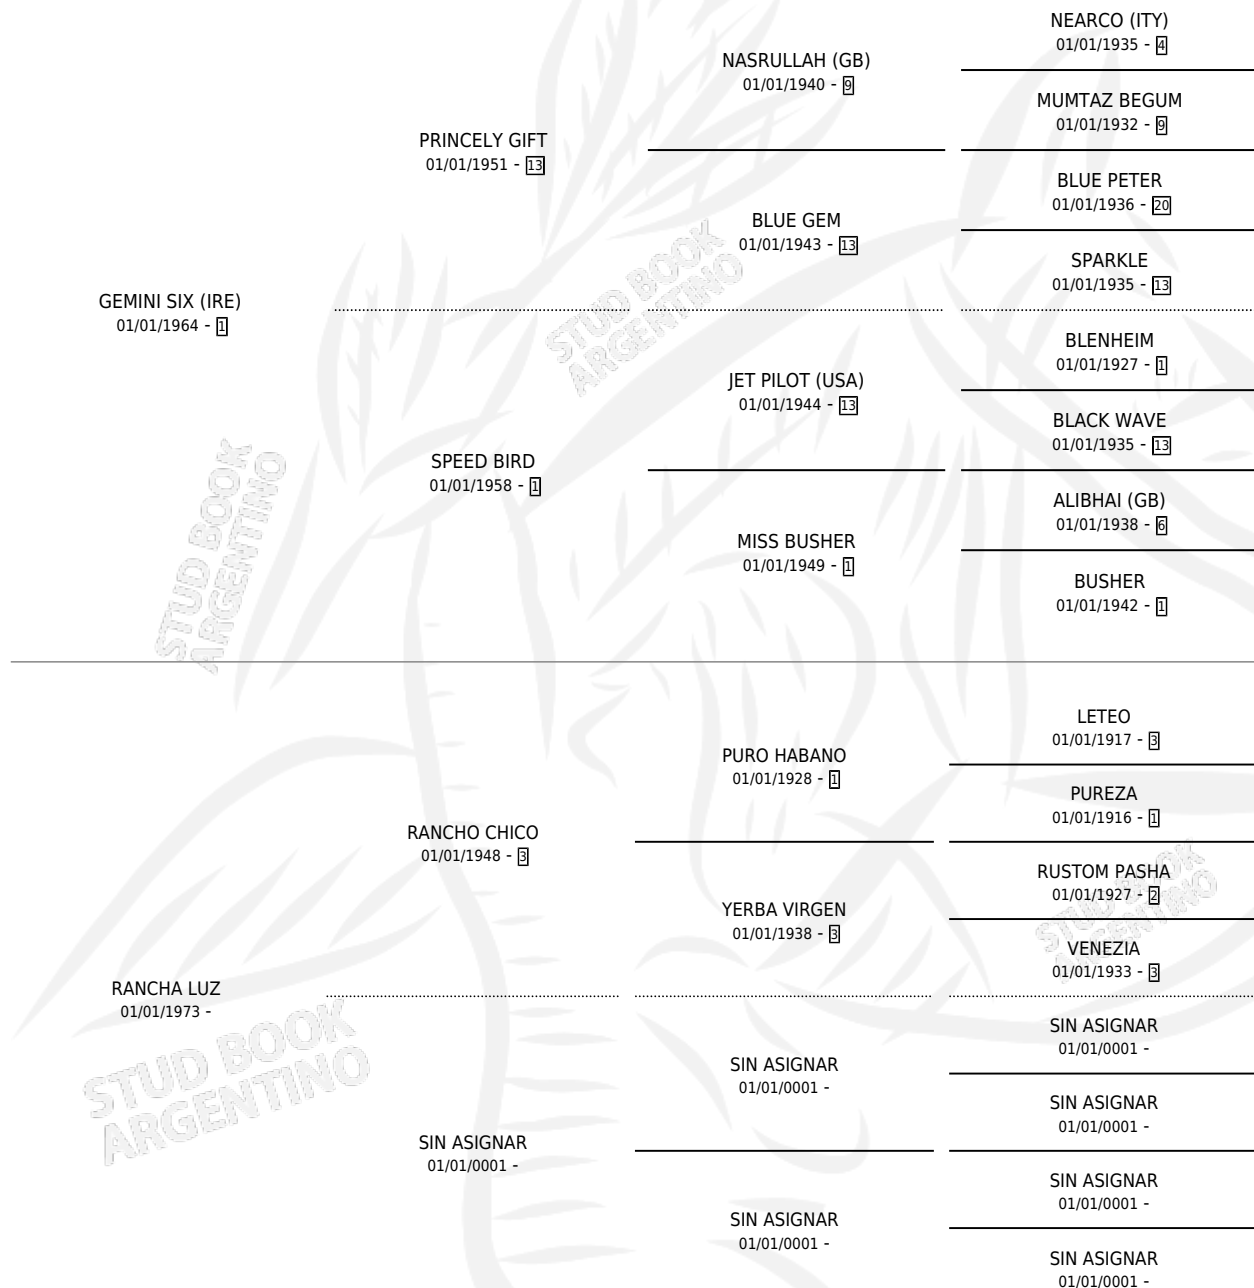 NEARCO (ITY)
01/01/1935 - 4
NASRULLAH (GB)
01/01/1940 - 9
MUMTAZ BEGUM
01/01/1932 - 9
PRINCELY GIFT
01/01/1951 - 13
BLUE PETER
01/01/1936 - 20
BLUE GEM
01/01/1943 - 13
SPARKLE
01/01/1935 - 13
GEMINI SIX (IRE)
01/01/1964 - 1
BLENHEIM
01/01/1927 - 1
JET PILOT (USA)
01/01/1944 - 13
BLACK WAVE
01/01/1935 - 13
SPEED BIRD
01/01/1958 - 1
ALIBHAI (GB)
01/01/1938 - 6
MISS BUSHER
01/01/1949 - 1
BUSHER
01/01/1942 - 1
LETEO
01/01/1917 - 3
PURO HABANO
01/01/1928 - 1
PUREZA
01/01/1916 - 1
RANCHO CHICO
01/01/1948 - 3
RUSTOM PASHA
01/01/1927 - 2
YERBA VIRGEN
01/01/1938 - 3
VENEZIA
01/01/1933 - 3
RANCHA LUZ
01/01/1973 -
SIN ASIGNAR
01/01/0001 -
SIN ASIGNAR
01/01/0001 -
SIN ASIGNAR
01/01/0001 -
SIN ASIGNAR
01/01/0001 -
SIN ASIGNAR
01/01/0001 -
SIN ASIGNAR
01/01/0001 -
SIN ASIGNAR
01/01/0001 -
STUD BOOK
ARGENTINO
STUD BOOK
ARGENTINO
STUD BOOK
ARGENTINO
STUD BOOK
ARGENTINO